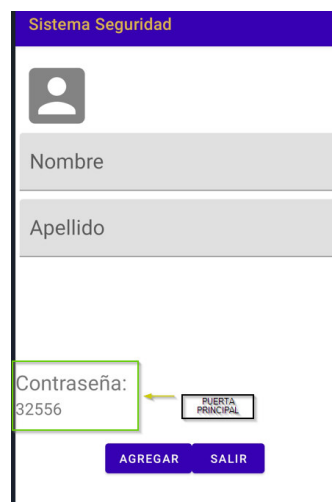 Sistema Seguridad
Nombre
Apellido
Contraseña:
32556
PUERTA
PRINCIPAL
AGREGAR SALIR